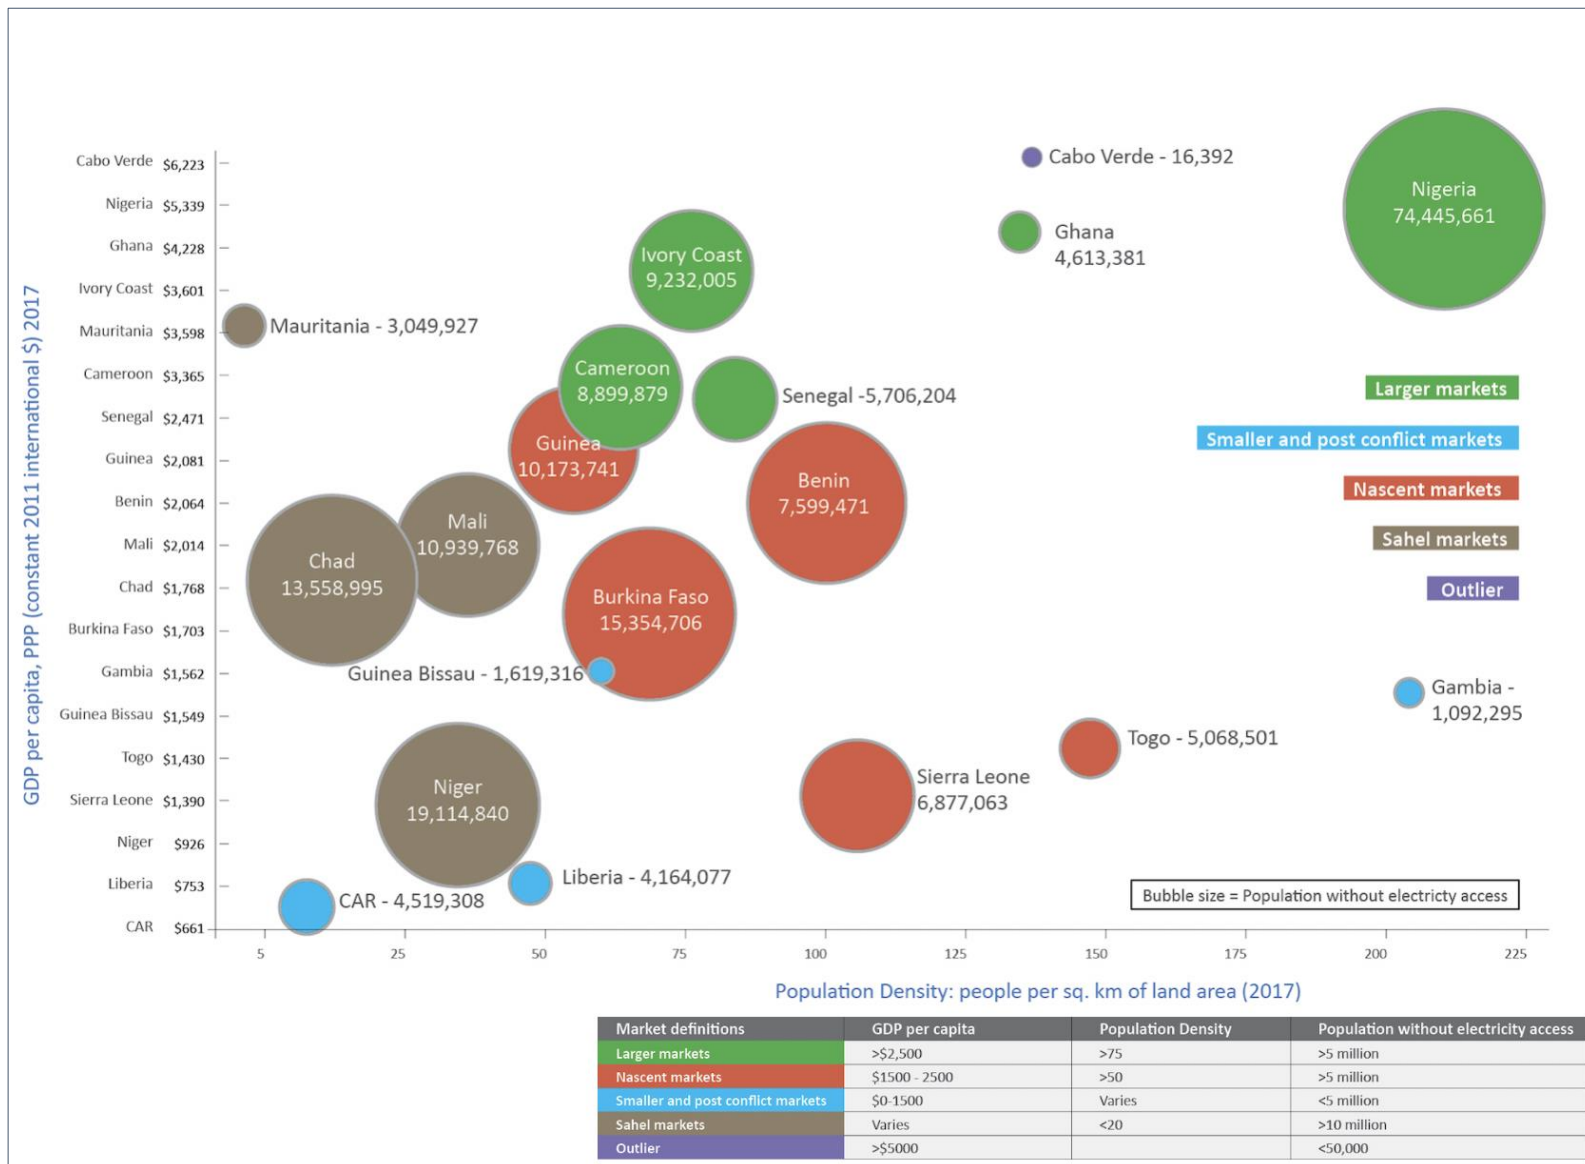 GDP per capita, PPP (constant 2011 international $) 2017
Cabo Verde $6,223
Nigeria $5,339
Ghana $4,228
Ivory Coast $3,601
Mauritania $3,598
Cameroon $3,365
Senegal $2,471
Guinea $2,081
Benin $2,064
Mali $2,014
Chad $1,768
Burkina Faso $1,703
Gambia $1,562
Guinea Bissau $1,549
Togo $1,430
Sierra Leone $1,390
Niger $926
Liberia $753
CAR $661
Cabo Verde - 16,392
Nigeria
74,445,661
Ghana
4,613,381
Ivory Coast
9,232,005
Mauritania - 3,049,927
Cameroon
8,899,879
Senegal -5,706,204
Guinea
10,173,741
Benin
7,599,471
Mali
10,939,768
Chad
13,558,995
Burkina Faso
15,354,706
Guinea Bissau - 1,619,316
Gambia -
1,092,295
Togo - 5,068,501
Sierra Leone
6,877,063
Niger
19,114,840
Liberia - 4,164,077
CAR - 4,519,308
Larger markets
Smaller and post conflict markets
Nascent markets
Sahel markets
Outlier
Bubble size = Population without electricty access
5 25 50 75 100 125 150 175 200 225
Population Density: people per sq. km of land area (2017)
Market definitions GDP per capita Population Density Population without electricity access
Larger markets >$2,500 >75 >5 million
Nascent markets $1500 - 2500 >50 >5 million
Smaller and post conflict markets $0-1500 Varies <5 million
Sahel markets Varies <20 >10 million
Outlier >$5000 <50,000